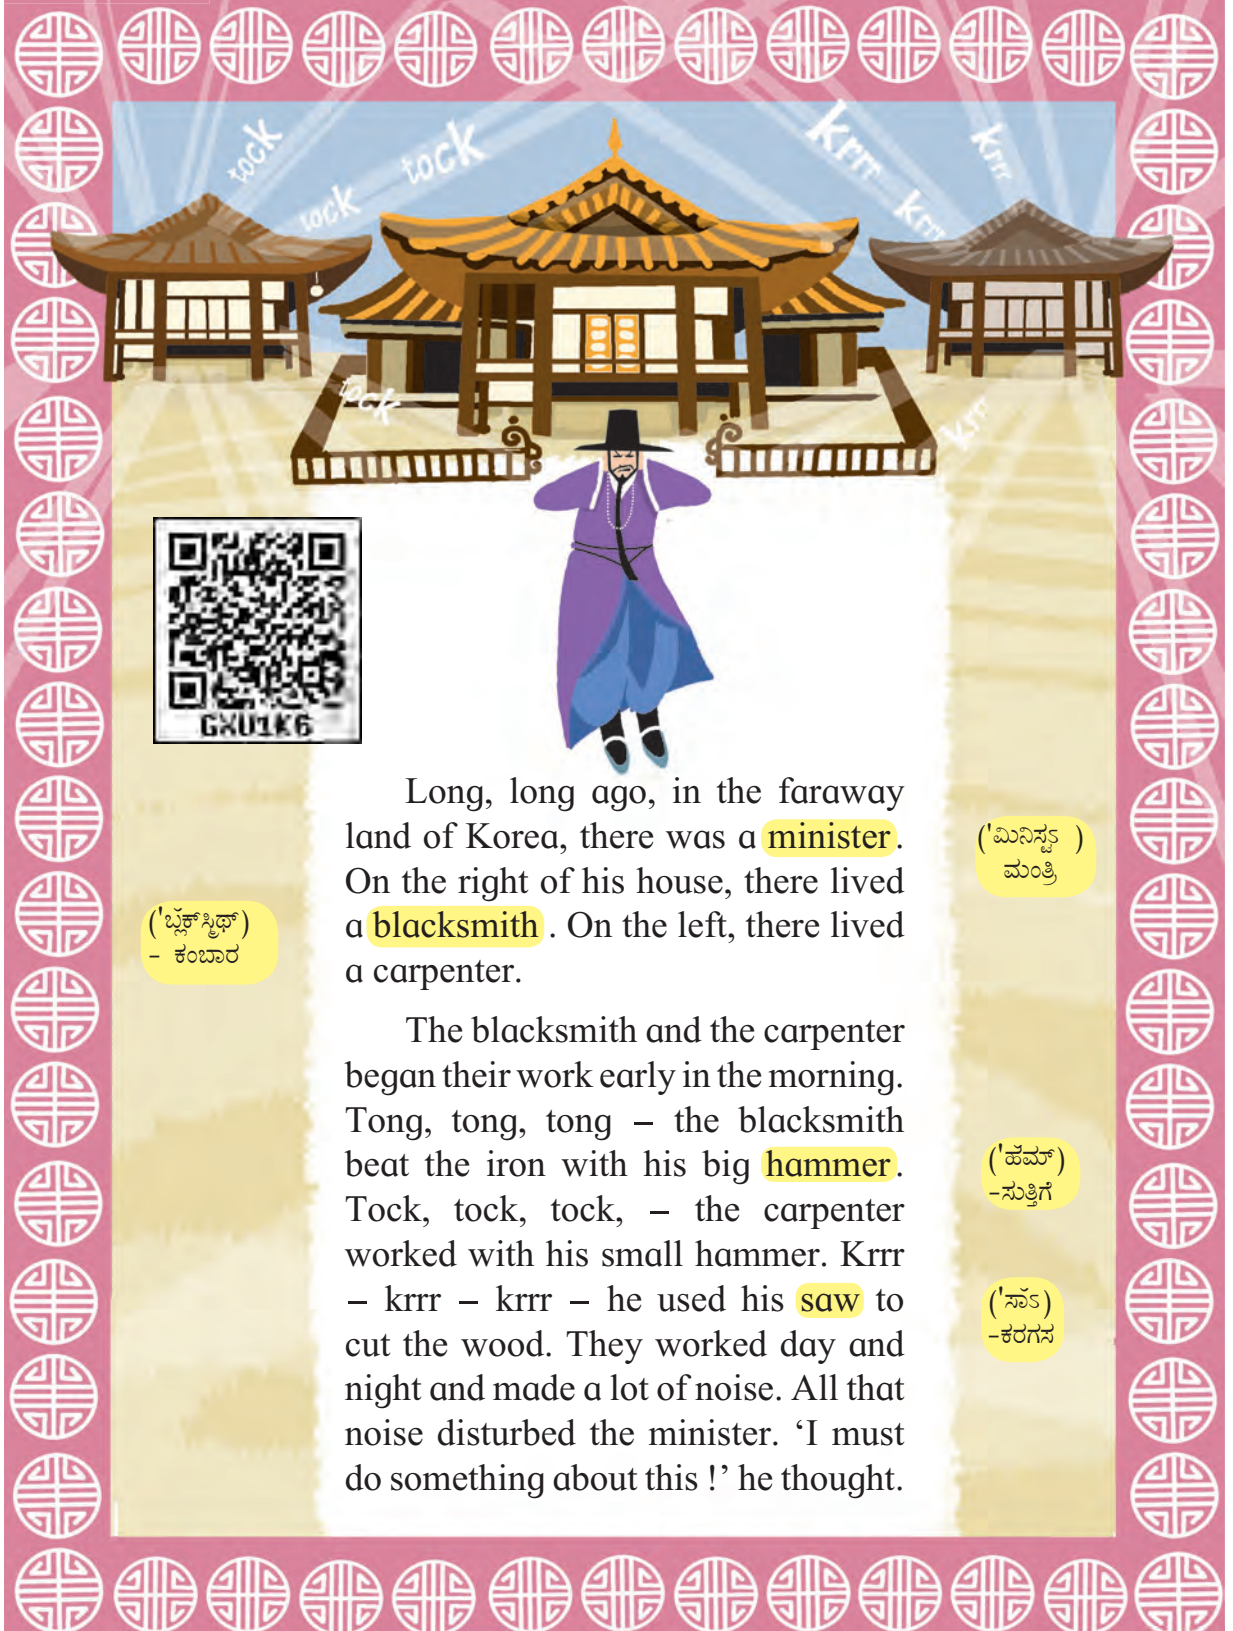 tock
tock
tock
krrr
krrr
krrr
tock
krrr
GXU1K6
Long, long ago, in the faraway
land of Korea, there was a minister.
On the right of his house, there lived
a blacksmith . On the left, there lived
a carpenter.
('ಮಿನಿಸ್ಟಽ )
ಮಂತ್ರಿ
('ಬ್ಲ್ಯಾಕ್‌ಸ್ಮಿಥ್)
– ಕಂಬಾರ
The blacksmith and the carpenter
began their work early in the morning.
Tong, tong, tong – the blacksmith
beat the iron with his big hammer.
Tock, tock, tock, – the carpenter
worked with his small hammer. Krrr
– krrr – krrr – he used his saw to
cut the wood. They worked day and
night and made a lot of noise. All that
noise disturbed the minister. ‘I must
do something about this !’ he thought.
('ಹೆಮ್)
–ಸುತ್ತಿಗೆ
('ಸಾಽ)
–ಕರಗಸ